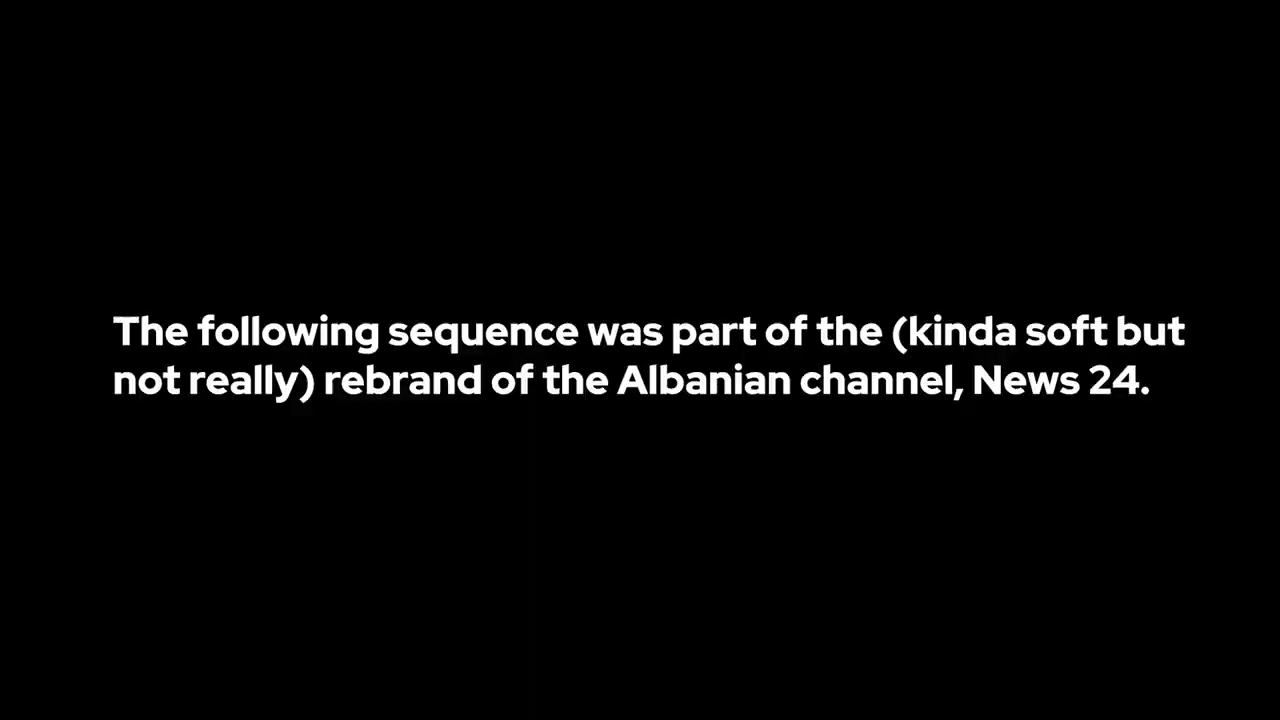 The following sequence was part of the (kinda soft but
not really) rebrand of the Albanian channel, News 24.